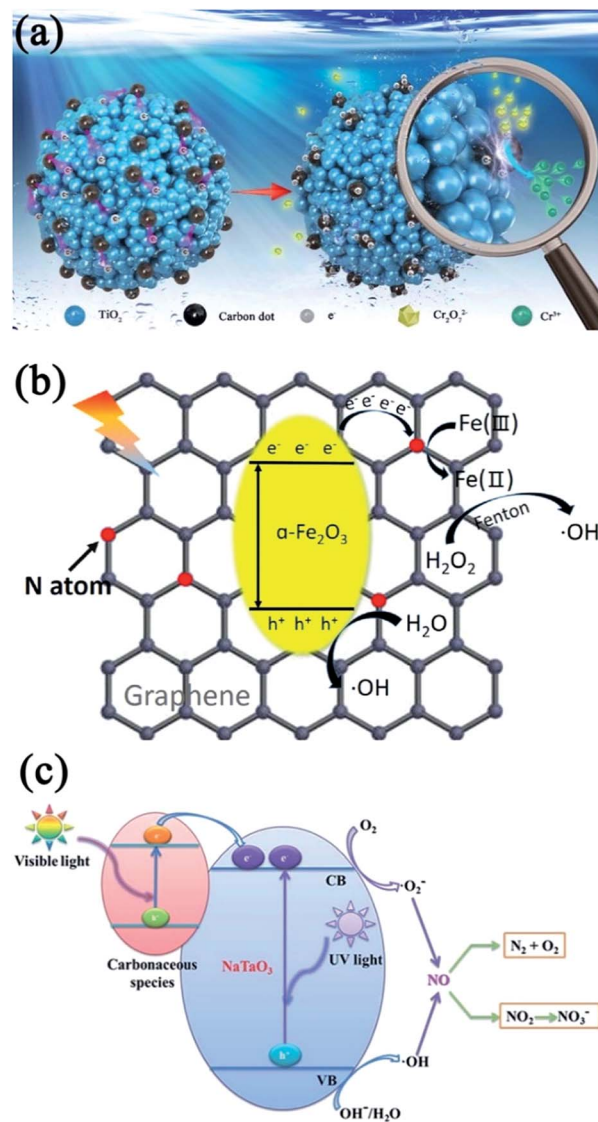 (a)
TiO₂
Carbon dot
e⁻
Cr₂O₇²⁻
Cr³⁺
(b)
e⁻ e⁻ e⁻ e⁻
Fe(Ⅲ)
e⁻ e⁻ e⁻
Fe(Ⅱ)
Fenton
α-Fe₂O₃
·OH
H₂O₂
N atom
h⁺ h⁺ h⁺
H₂O
Graphene
·OH
(c)
Visible light
e⁻
e⁻ e⁻
O₂
CB
·O₂⁻
h⁺
Carbonaceous
species
NaTaO₃
UV light
NO
N₂ + O₂
NO₂ NO₃⁻
h⁺
VB
·OH
OH⁻/H₂O